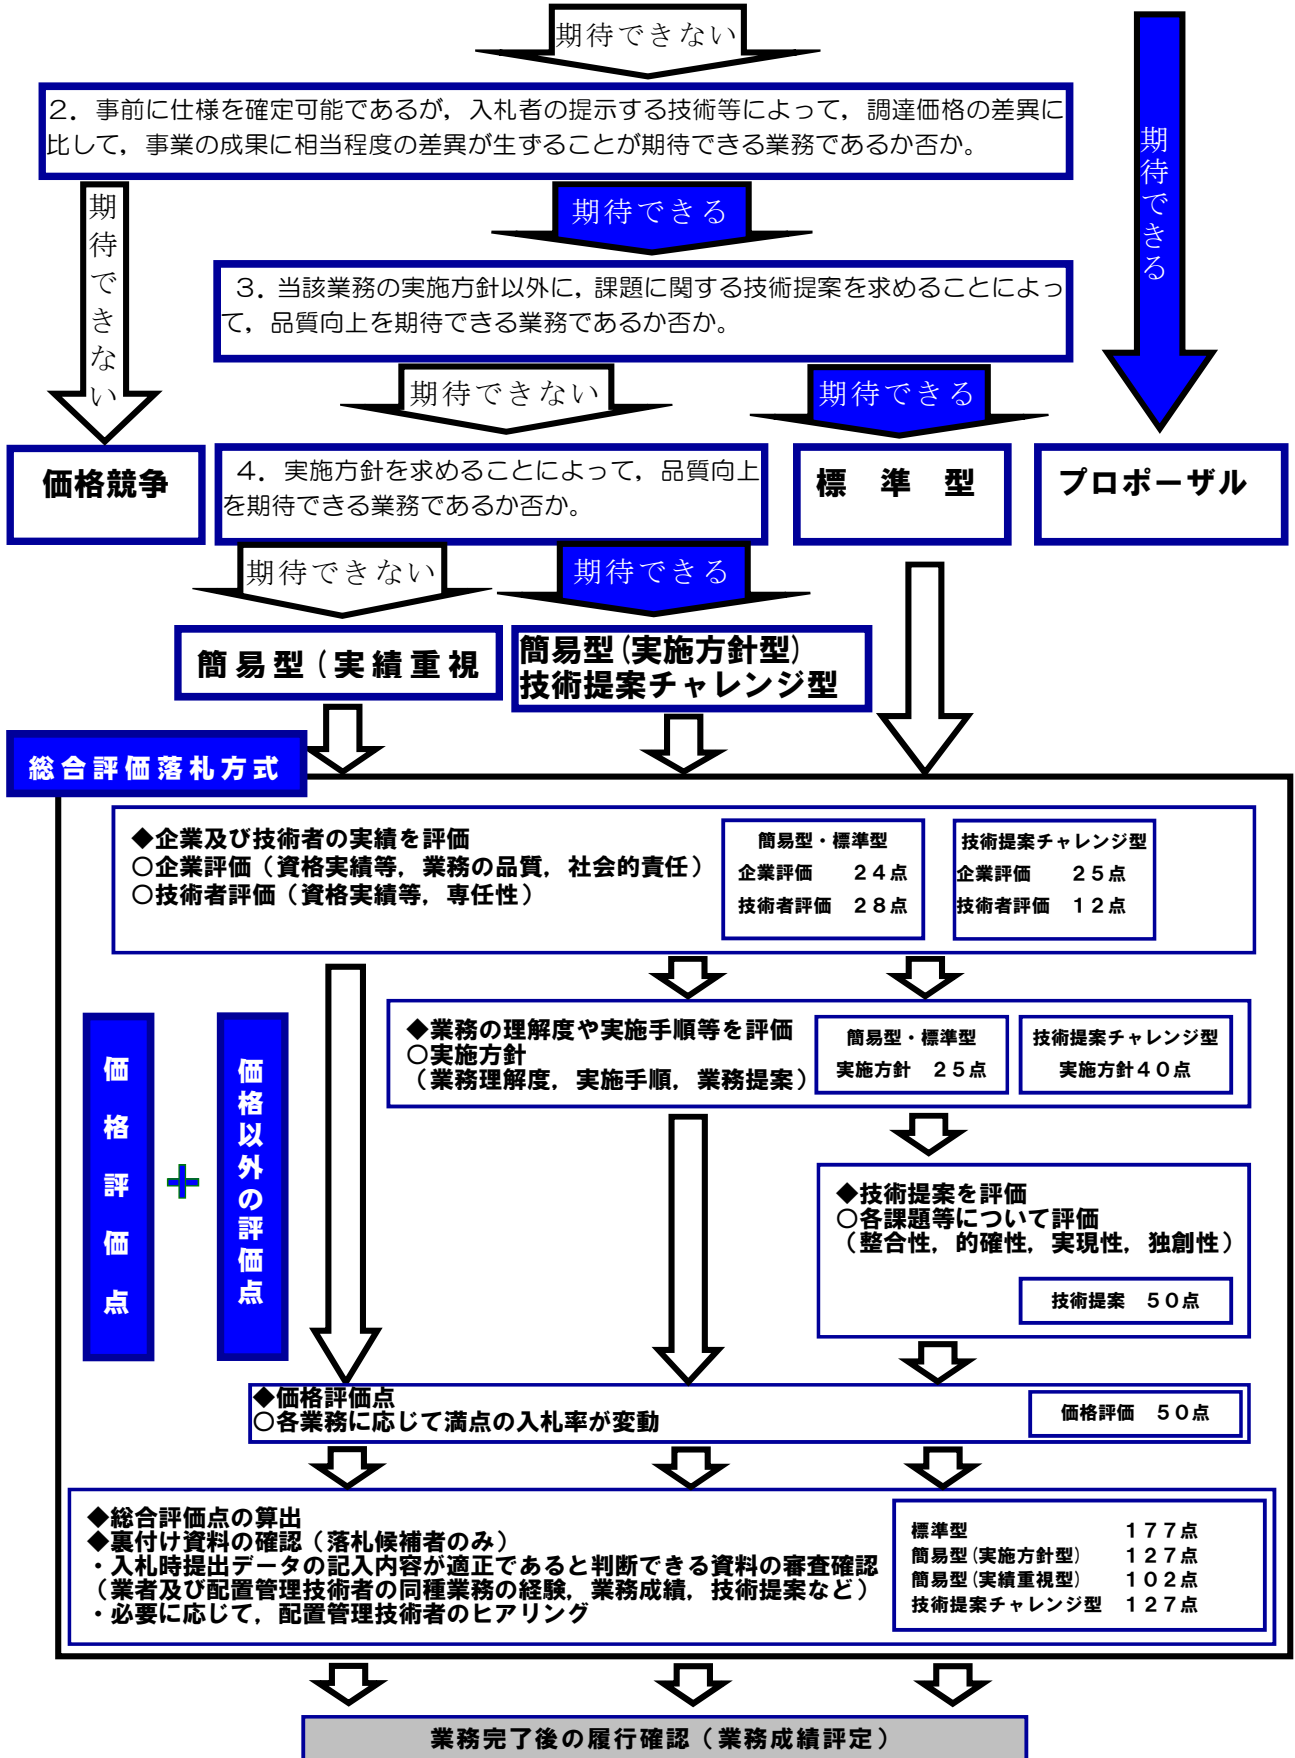 期待できない
２．事前に仕様を確定可能であるが，入札者の提示する技術等によって，調達価格の差異に
比して，事業の成果に相当程度の差異が生ずることが期待できる業務であるか否か。
期待できない
期待できる
期待できる
３．当該業務の実施方針以外に，課題に関する技術提案を求めることによっ
て，品質向上を期待できる業務であるか否か。
期待できない
期待できる
価格競争
４．実施方針を求めることによって，品質向上
を期待できる業務であるか否か。
標 準 型
プロポーザル
期待できない
期待できる
簡易型（実績重視
簡易型（実施方針型）
技術提案チャレンジ型
総合評価落札方式
◆企業及び技術者の実績を評価
○企業評価（資格実績等，業務の品質，社会的責任）
○技術者評価（資格実績等，専任性）
簡易型・標準型
企業評価 ２４点
技術者評価 ２８点
技術提案チャレンジ型
企業評価 ２５点
技術者評価 １２点
価格評価点
＋
価格以外の評価点
◆業務の理解度や実施手順等を評価
○実施方針
（業務理解度，実施手順，業務提案）
簡易型・標準型
実施方針 ２５点
技術提案チャレンジ型
実施方針４０点
◆技術提案を評価
○各課題等について評価
（整合性，的確性，実現性，独創性）
技術提案 ５０点
◆価格評価点
○各業務に応じて満点の入札率が変動
価格評価 ５０点
◆総合評価点の算出
◆裏付け資料の確認（落札候補者のみ）
・入札時提出データの記入内容が適正であると判断できる資料の審査確認
（業者及び配置管理技術者の同種業務の経験，業務成績，技術提案など）
・必要に応じて，配置管理技術者のヒアリング
標準型 １７７点
簡易型（実施方針型） １２７点
簡易型（実績重視型） １０２点
技術提案チャレンジ型 １２７点
業務完了後の履行確認（業務成績評定）